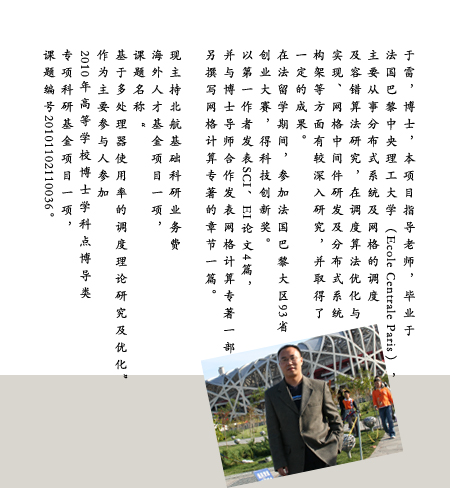 于雷，博士，本项目指导老师，毕业于
法国巴黎中央理工大学（Ecole Centrale Paris），
主要从事分布式系统及网格的调度
及容错算法研究，在调度算法优化与
实现、网格中间件研发及分布式系统
构架等方面有较深入研究，并取得了
一定的成果。
在法留学期间，参加法国巴黎大区93省
创业大赛，得科技创新奖。
以第一作者发表SCI、EI论文4篇，
并与博士导师合作发表网格计算专著一部
另撰写网格计算专著的章节一篇。
现主持北航基础科研业务费
海外人才基金项目一项，
课题名称“
基于多处理器使用率的调度理论研究及优化”
作为主要参与人参加
2010年高等学校博士学科点博导类
专项科研基金项目一项，
课题编号20101102110036。